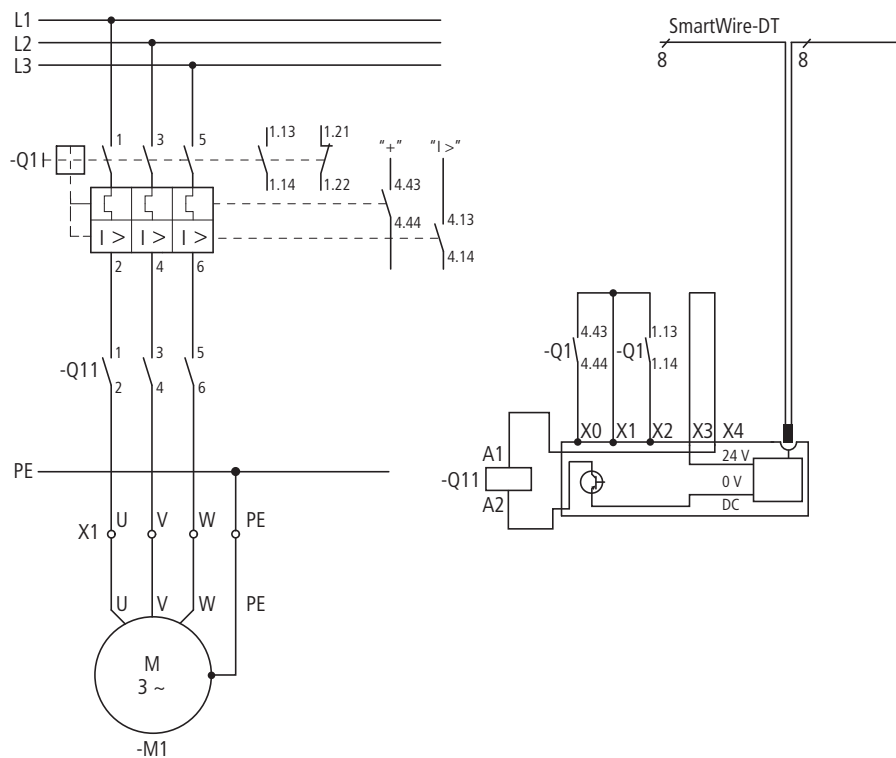 L1
L2
L3
SmartWire-DT
8 8
-Q1
1 3 5 1.13 1.21
1.14 1.22
"+" "I >"
4.43
4.44
4.13
4.14
I > I > I >
2 4 6
-Q11
1 3 5
2 4 6
PE
X1
U V W PE
U V W PE
M
3 ~
-M1
-Q1 4.43
4.44
-Q1 1.13
1.14
X0 X1 X2 X3 X4
A1
-Q11
A2
24 V
0 V
DC